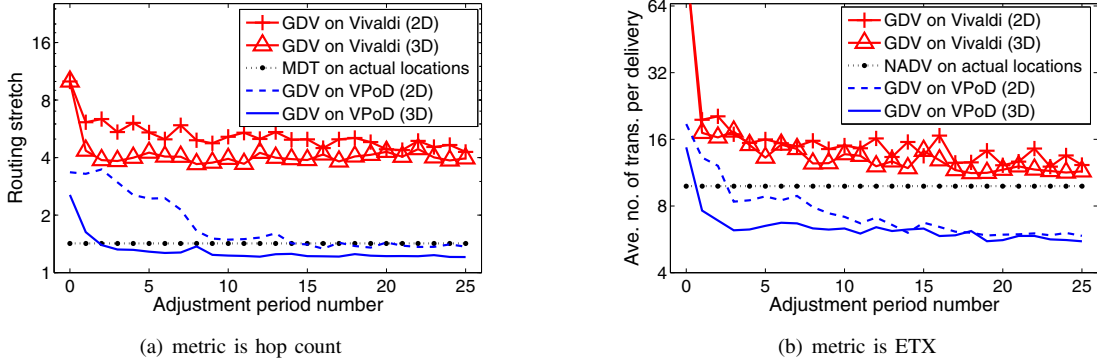 GDV on Vivaldi (2D)
GDV on Vivaldi (3D)
MDT on actual locations
GDV on VPoD (2D)
GDV on VPoD (3D)
Routing stretch
16
8
4
2
1
0 5 10 15 20 25
Adjustment period number
(a) metric is hop count
GDV on Vivaldi (2D)
GDV on Vivaldi (3D)
NADV on actual locations
GDV on VPoD (2D)
GDV on VPoD (3D)
Ave. no. of trans. per delivery
64
32
16
8
4
0 5 10 15 20 25
Adjustment period number
(b) metric is ETX